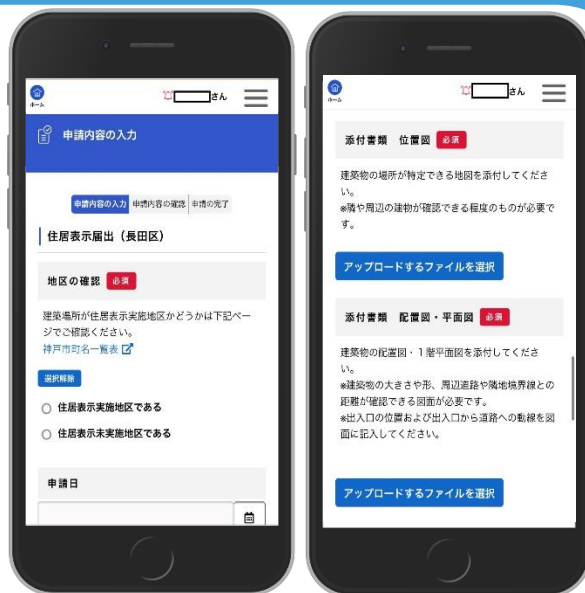 ホーム
さん
申請内容の入力
申請内容の入力 申請内容の確認 申請の完了
住居表示届出（長田区）
地区の確認 必須
建築場所が住居表示実施地区かどうかは下記ペー
ジでご確認ください。
神戸市町名一覧表
選択解除
住居表示実施地区である
住居表示未実施地区である
申請日
ホーム
さん
添付書類 位置図 必須
建築物の場所が特定できる地図を添付してくださ
い。
※隣や周辺の建物が確認できる程度のものが必要で
す。
アップロードするファイルを選択
添付書類 配置図・平面図 必須
建築物の配置図・1階平面図を添付してくださ
い。
※建築物の大きさや形、周辺道路や隣地境界線との
距離が確認できる図面が必要です。
※出入口の位置および出入口から道路への動線を図
面に記入してください。
アップロードするファイルを選択